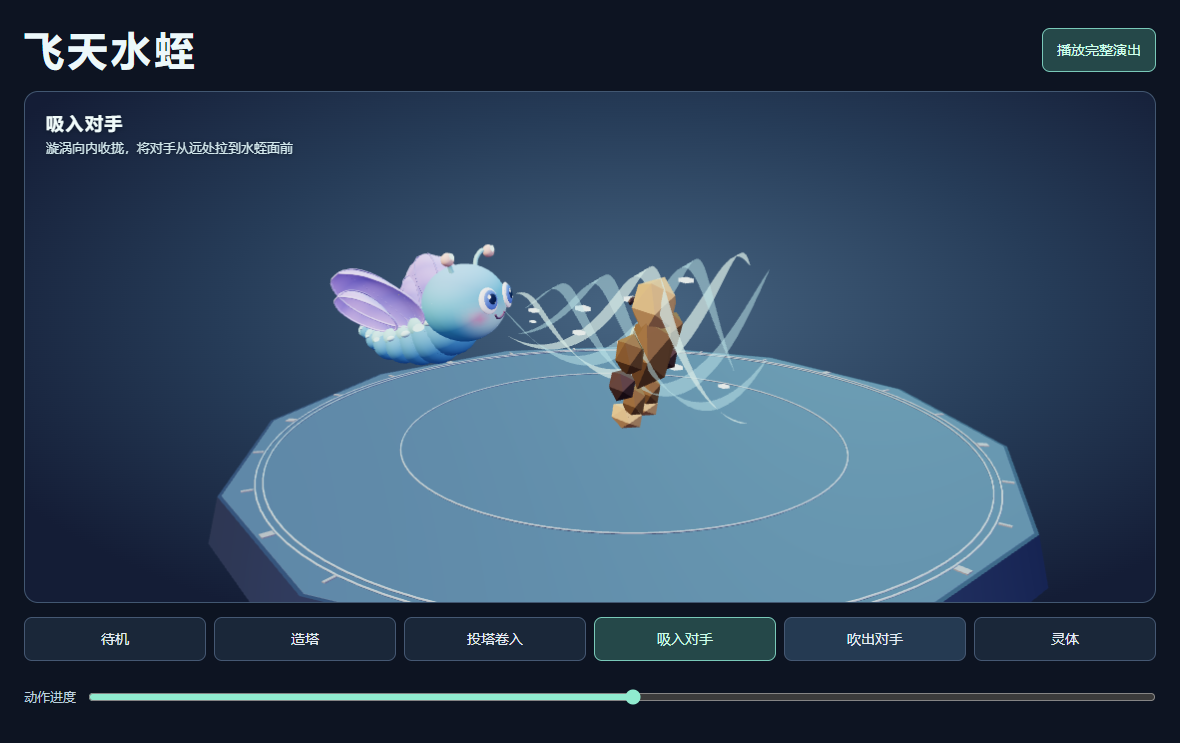 飞天水蛭
播放完整演出
吸入对手
漩涡向内收拢，将对手从远处拉到水蛭面前
待机
造塔
投塔卷入
吸入对手
吹出对手
灵体
动作进度